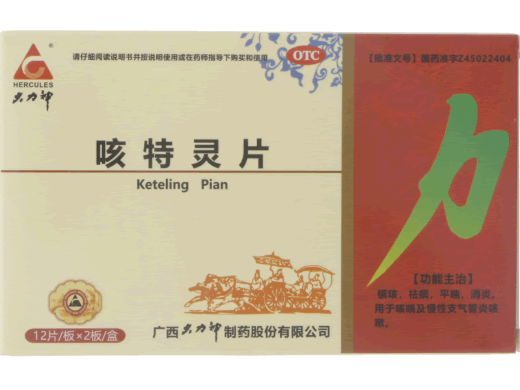 ®
HERCULES
大力神
请仔细阅读说明书并按说明使用或在药师指导下购买和使用
OTC
【批准文号】国药准字Z45022404
咳特灵片
Keteling Pian
【功能主治】
镇咳，祛痰，平喘，消炎。
用于咳喘及慢性支气管炎咳
嗽。
12片/板×2板/盒
广西大力神制药股份有限公司
力